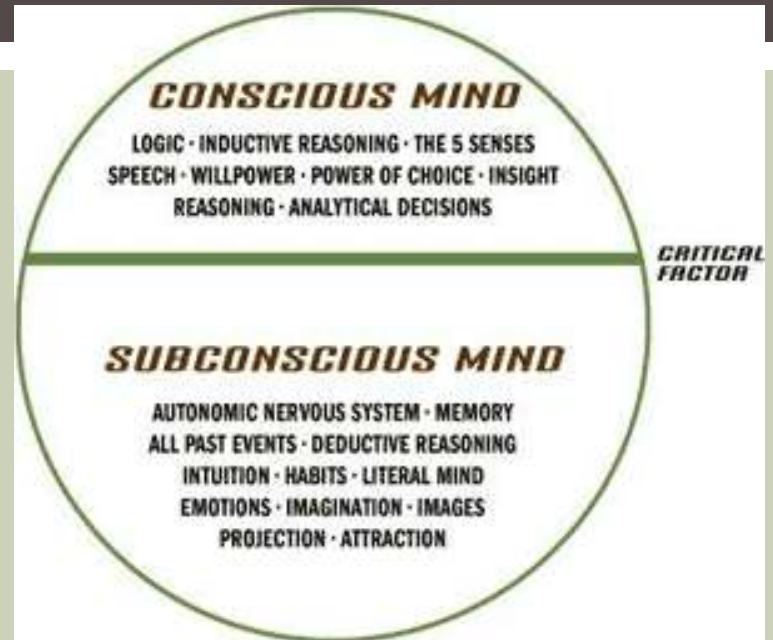 CONSCIOUS MIND
LOGIC · INDUCTIVE REASONING · THE 5 SENSES
SPEECH · WILLPOWER · POWER OF CHOICE · INSIGHT
REASONING · ANALYTICAL DECISIONS
CRITICAL
FACTOR
SUBCONSCIOUS MIND
AUTONOMIC NERVOUS SYSTEM · MEMORY
ALL PAST EVENTS · DEDUCTIVE REASONING
INTUITION · HABITS · LITERAL MIND
EMOTIONS · IMAGINATION · IMAGES
PROJECTION · ATTRACTION